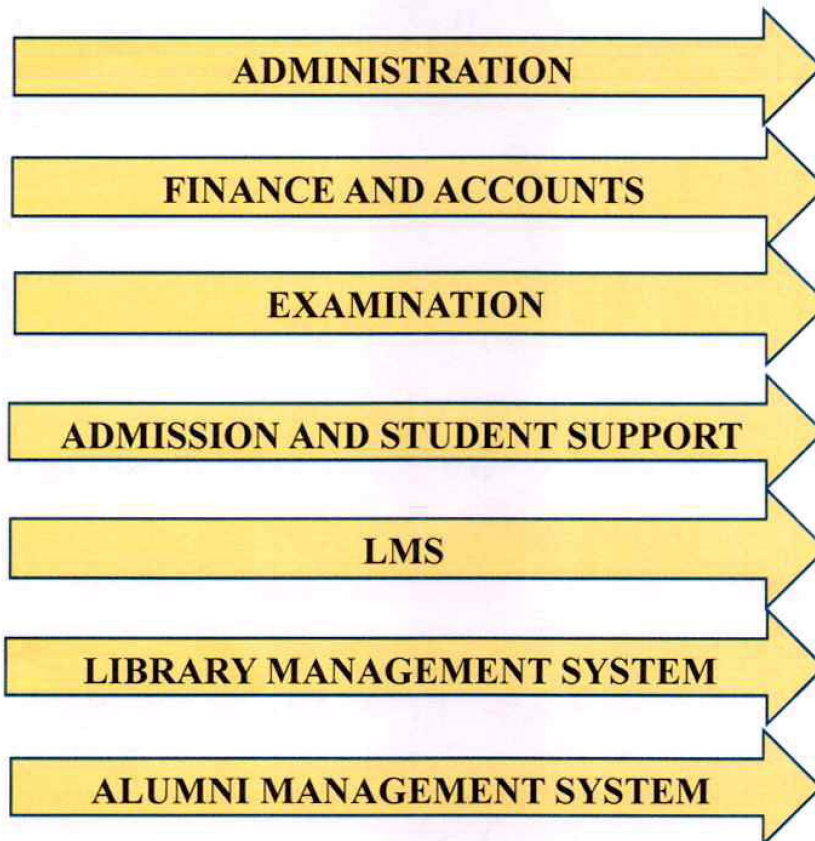 ADMINISTRATION
FINANCE AND ACCOUNTS
EXAMINATION
ADMISSION AND STUDENT SUPPORT
LMS
LIBRARY MANAGEMENT SYSTEM
ALUMNI MANAGEMENT SYSTEM